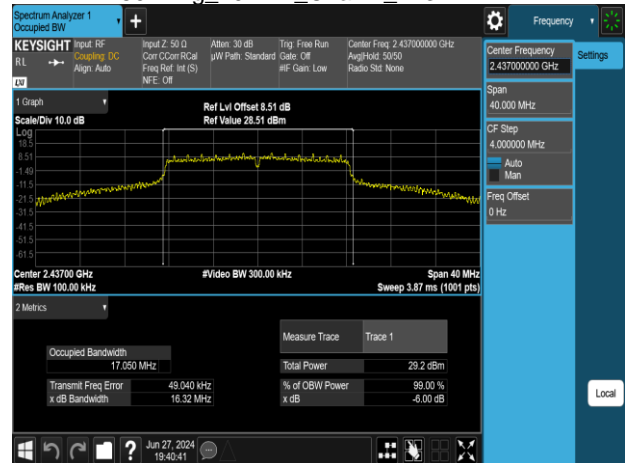 Spectrum Analyzer 1
Occupied BW
Frequency
KEYSIGHT
Input: RF
Coupling: DC
Align: Auto
Input Z: 50 Ω
Corr CCorr RCal
Freq Ref: Int (S)
NFE: Off
Atten: 30 dB
µW Path: Standard
Trig: Free Run
Gate: Off
#IF Gain: Low
Center Freq: 2.437000000 GHz
Avg|Hold: 50/50
Radio Std: None
RL
LXI
Center Frequency
2.437000000 GHz
Settings
Span
40.000 MHz
CF Step
4.000000 MHz
Auto
Man
Freq Offset
0 Hz
Local
1 Graph
Scale/Div 10.0 dB
Ref Lvl Offset 8.51 dB
Ref Value 28.51 dBm
Log
18.5
8.51
-1.49
-11.5
-21.5
-31.5
-41.5
-51.5
-61.5
Center 2.43700 GHz
#Video BW 300.00 kHz
Span 40 MHz
#Res BW 100.00 kHz
Sweep 3.87 ms (1001 pts)
2 Metrics
Measure Trace Trace 1
Occupied Bandwidth
17.050 MHz
Total Power 29.2 dBm
Transmit Freq Error 49.040 kHz
% of OBW Power 99.00 %
x dB Bandwidth 16.32 MHz
x dB -6.00 dB
Jun 27, 2024
19:40:41